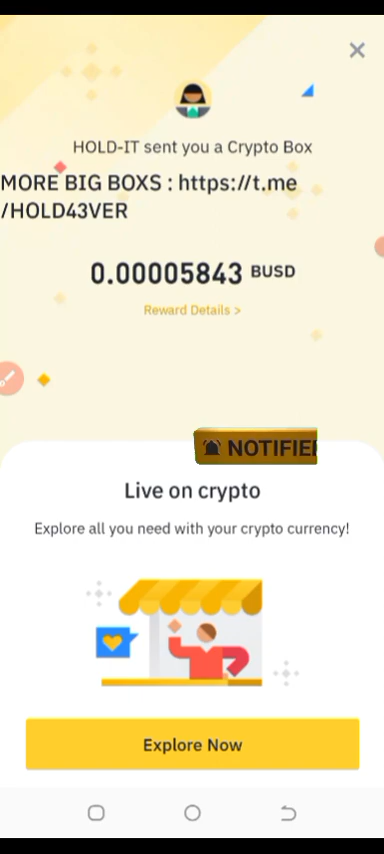 HOLD-IT sent you a Crypto Box
MORE BIG BOXS : https://t.me
/HOLD43VER
0.00005843 BUSD
Reward Details >
NOTIFIE
Live on crypto
Explore all you need with your crypto currency!
Explore Now